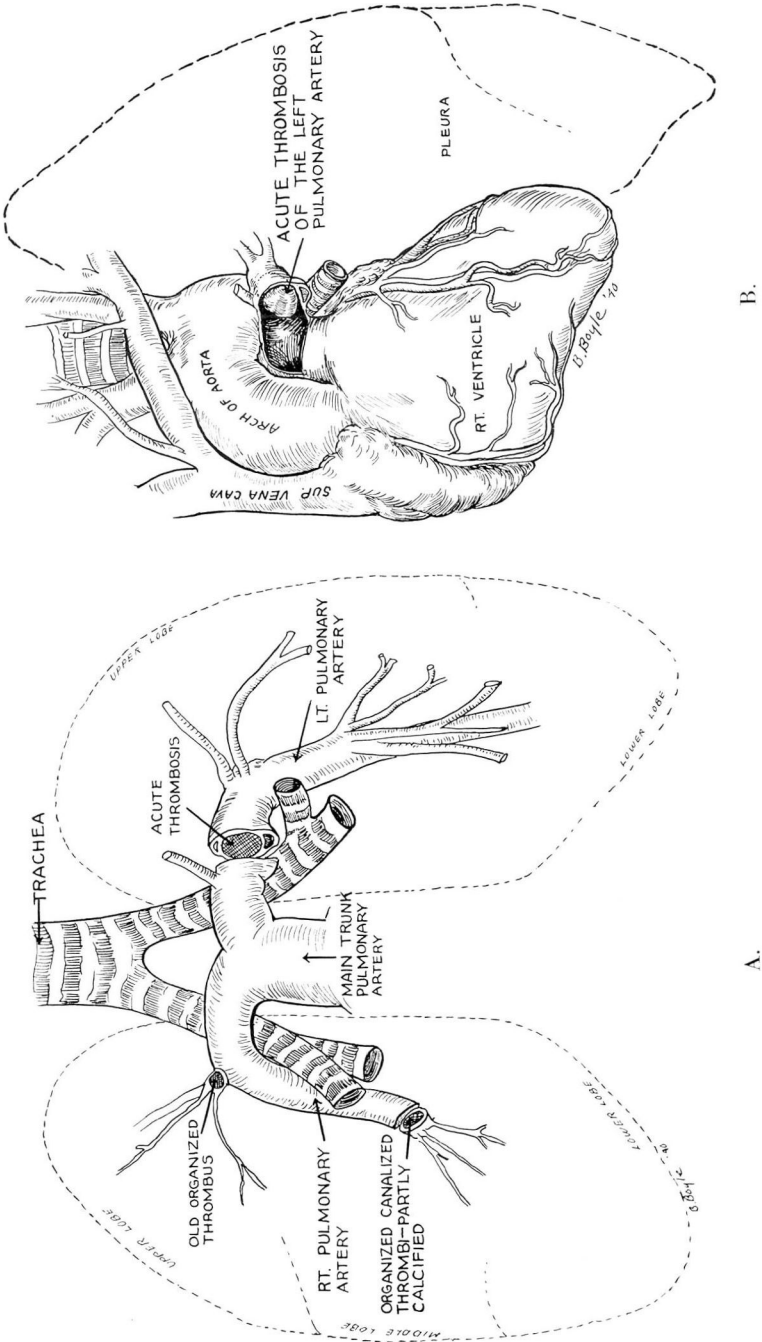 TRACHEA
UPPER LOBE
ACUTE
THROMBOSIS
LT. PULMONARY
ARTERY
OLD ORGANIZED
THROMBUS
UPPER LOBE
MAIN TRUNK
PULMONARY
ARTERY
RT. PULMONARY
ARTERY
ORGANIZED CANALIZED
THROMBI-PARTLY
CALCIFIED
MIDDLE LOBE
LOWER LOBE
LOWER LOBE
B. Boyle '40
A.
ACUTE THROMBOSIS
OF THE LEFT
PULMONARY ARTERY
ARCH OF AORTA
SUP. VENA CAVA
PLEURA
RT. VENTRICLE
B. Boyle '40
B.